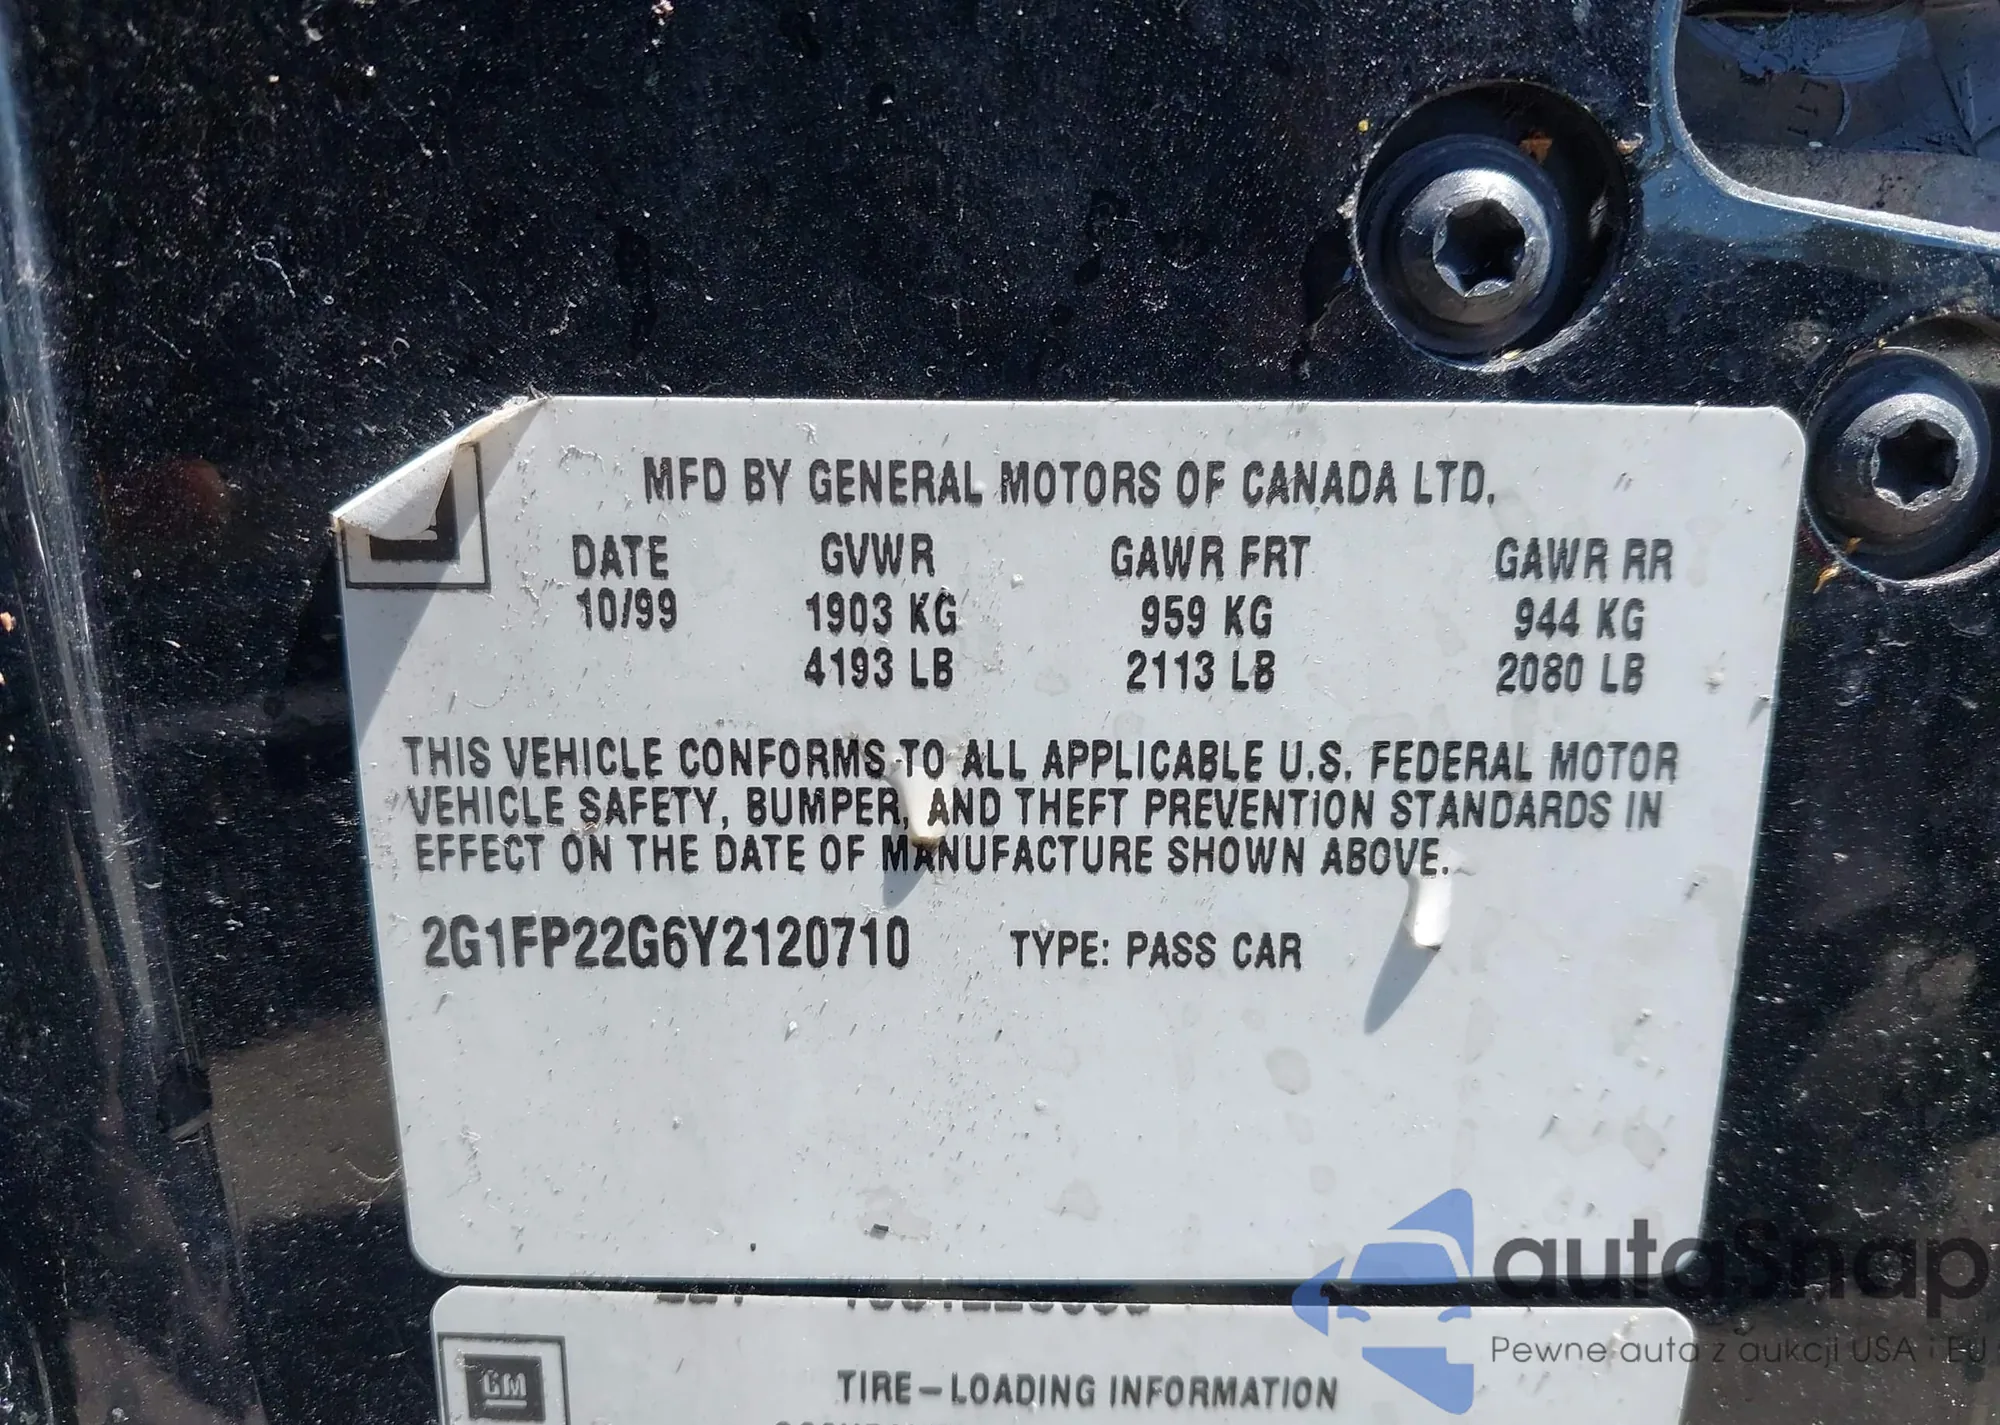 MFD BY GENERAL MOTORS OF CANADA LTD.
DATE GVWR GAWR FRT GAWR RR
10/99 1903 KG 959 KG 944 KG
4193 LB 2113 LB 2080 LB
THIS VEHICLE CONFORMS TO ALL APPLICABLE U.S. FEDERAL MOTOR
VEHICLE SAFETY, BUMPER, AND THEFT PREVENTION STANDARDS IN
EFFECT ON THE DATE OF MANUFACTURE SHOWN ABOVE.
2G1FP22G6Y2120710 TYPE: PASS CAR
GM
TIRE-LOADING INFORMATION
autaSnap
Pewne auta z aukcji USA i EU